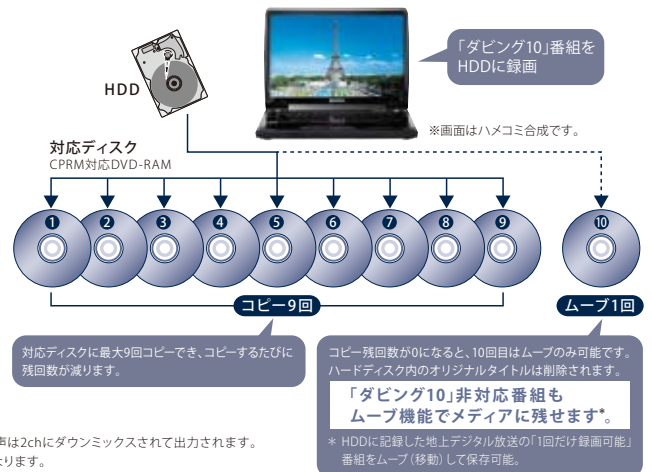 「ダビング10」番組を
HDDに録画
HDD
※画面はハメコミ合成です。
対応ディスク
CPRM対応DVD-RAM
1 2 3 4 5 6 7 8 9 10
コピー9回 ムーブ1回
対応ディスクに最大9回コピーでき、コピーするたびに
残回数が減ります。
コピー残回数が0になると、10回目はムーブのみ可能です。
ハードディスク内のオリジナルタイトルは削除されます。
「ダビング10」非対応番組も
ムーブ機能でメディアに残せます*。
* HDDに記録した地上デジタル放送の「1回だけ録画可能」
番組をムーブ(移動)して保存可能。
声は2chにダウンミックスされて出力されます。
なります。